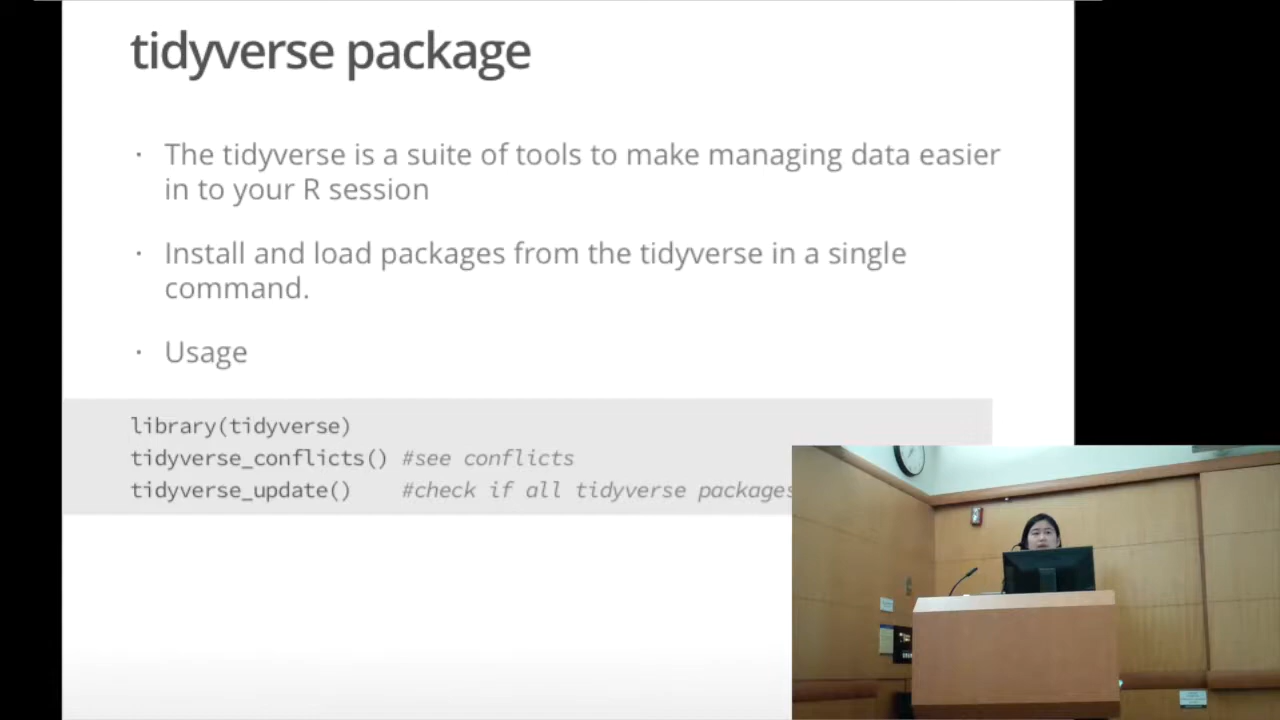 tidyverse package
· The tidyverse is a suite of tools to make managing data easier
in to your R session
· Install and load packages from the tidyverse in a single
command.
· Usage
library(tidyverse)
tidyverse_conflicts() #see conflicts
tidyverse_update()    #check if all tidyverse packages